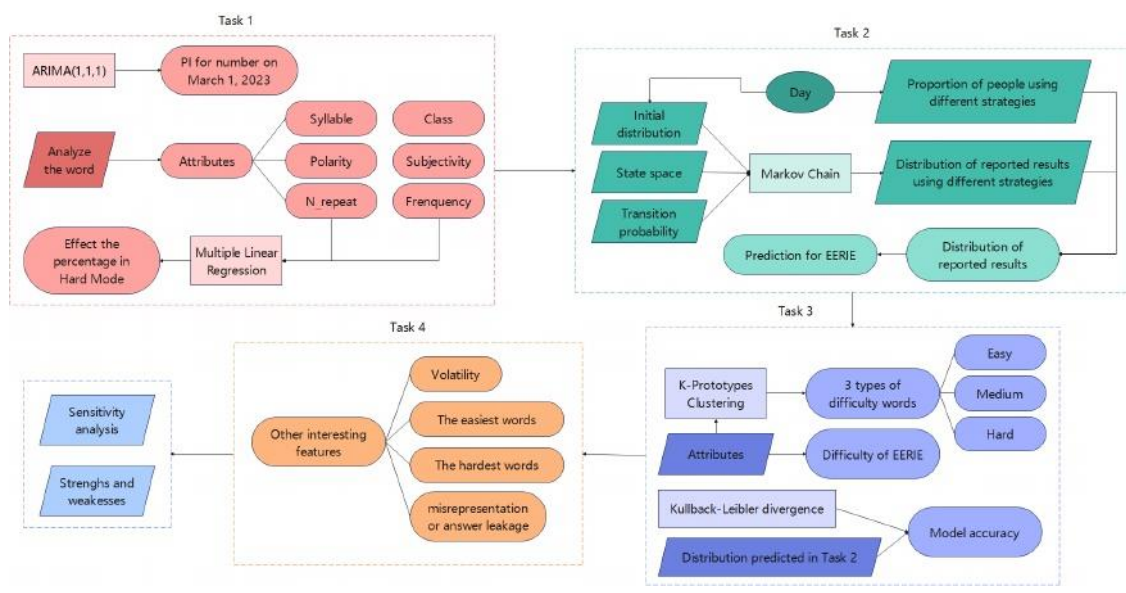 Task 1
ARIMA(1,1,1)
PI for number on
March 1, 2023
Analyze
the word
Attributes
Syllable
Polarity
N_repeat
Class
Subjectivity
Frenquency
Effect the
percentage in
Hard Mode
Multiple Linear
Regression
Task 2
Day
Proportion of people using
different strategies
Initial
distribution
State space
Transition
probability
Markov Chain
Distribution of reported results
using different strategies
Prediction for EERIE
Distribution of
reported results
Task 3
K-Prototypes
Clustering
3 types of
difficulty words
Easy
Medium
Hard
Attributes
Difficulty of EERIE
Kullback-Leibler divergence
Distribution predicted in Task 2
Model accuracy
Task 4
Other interesting
features
Volatility
The easiest words
The hardest words
misrepresentation
or answer leakage
Sensitivity
analysis
Strenghs and
weakesses